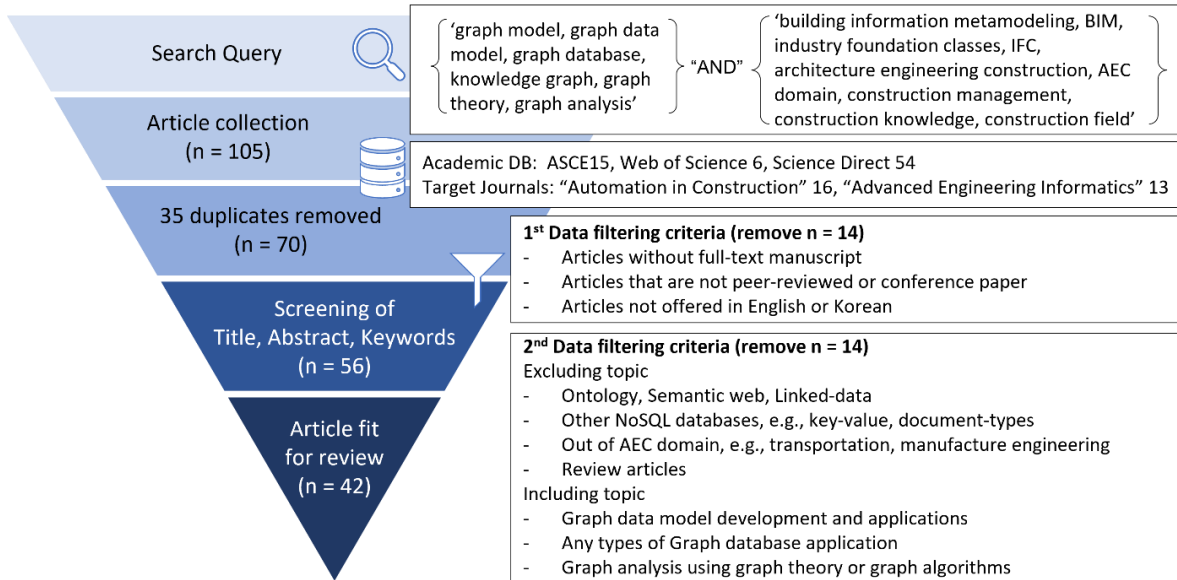 Search Query
‘graph model, graph data
model, graph database,
knowledge graph, graph
theory, graph analysis’
“AND”
‘building information metamodeling, BIM,
industry foundation classes, IFC,
architecture engineering construction, AEC
domain, construction management,
construction knowledge, construction field’
Article collection
(n = 105)
Academic DB:  ASCE15, Web of Science 6, Science Direct 54
Target Journals: “Automation in Construction” 16, “Advanced Engineering Informatics” 13
35 duplicates removed
(n = 70)
1st Data filtering criteria (remove n = 14)
- Articles without full-text manuscript
- Articles that are not peer-reviewed or conference paper
- Articles not offered in English or Korean
Screening of
Title, Abstract, Keywords
(n = 56)
2nd Data filtering criteria (remove n = 14)
Excluding topic
- Ontology, Semantic web, Linked-data
- Other NoSQL databases, e.g., key-value, document-types
- Out of AEC domain, e.g., transportation, manufacture engineering
- Review articles
Including topic
- Graph data model development and applications
- Any types of Graph database application
- Graph analysis using graph theory or graph algorithms
Article fit
for review
(n = 42)